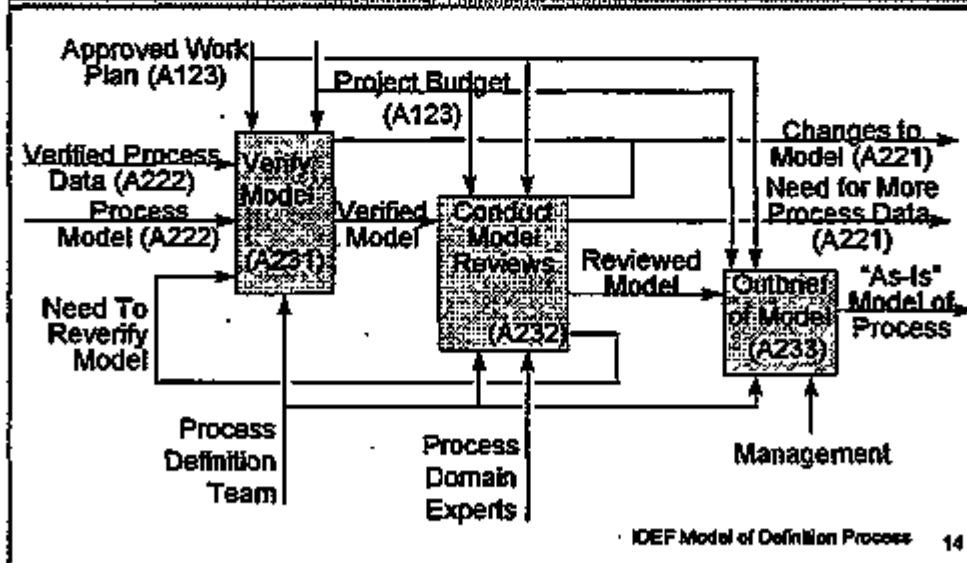 Approved Work
Plan (A123)
Project Budget
(A123)
Verified Process
Data (A222)
Process
Model (A222)
Need To
Reverify
Model
Verify
Model
(A231)
Verified
Model
Conduct
Model
Reviews
(A232)
Reviewed
Model
Outbrief
of Model
(A233)
Changes to
Model (A221)
Need for More
Process Data
(A221)
"As-Is"
Model of
Process
Process
Definition
Team
Process
Domain
Experts
Management
IDEF Model of Definition Process 14